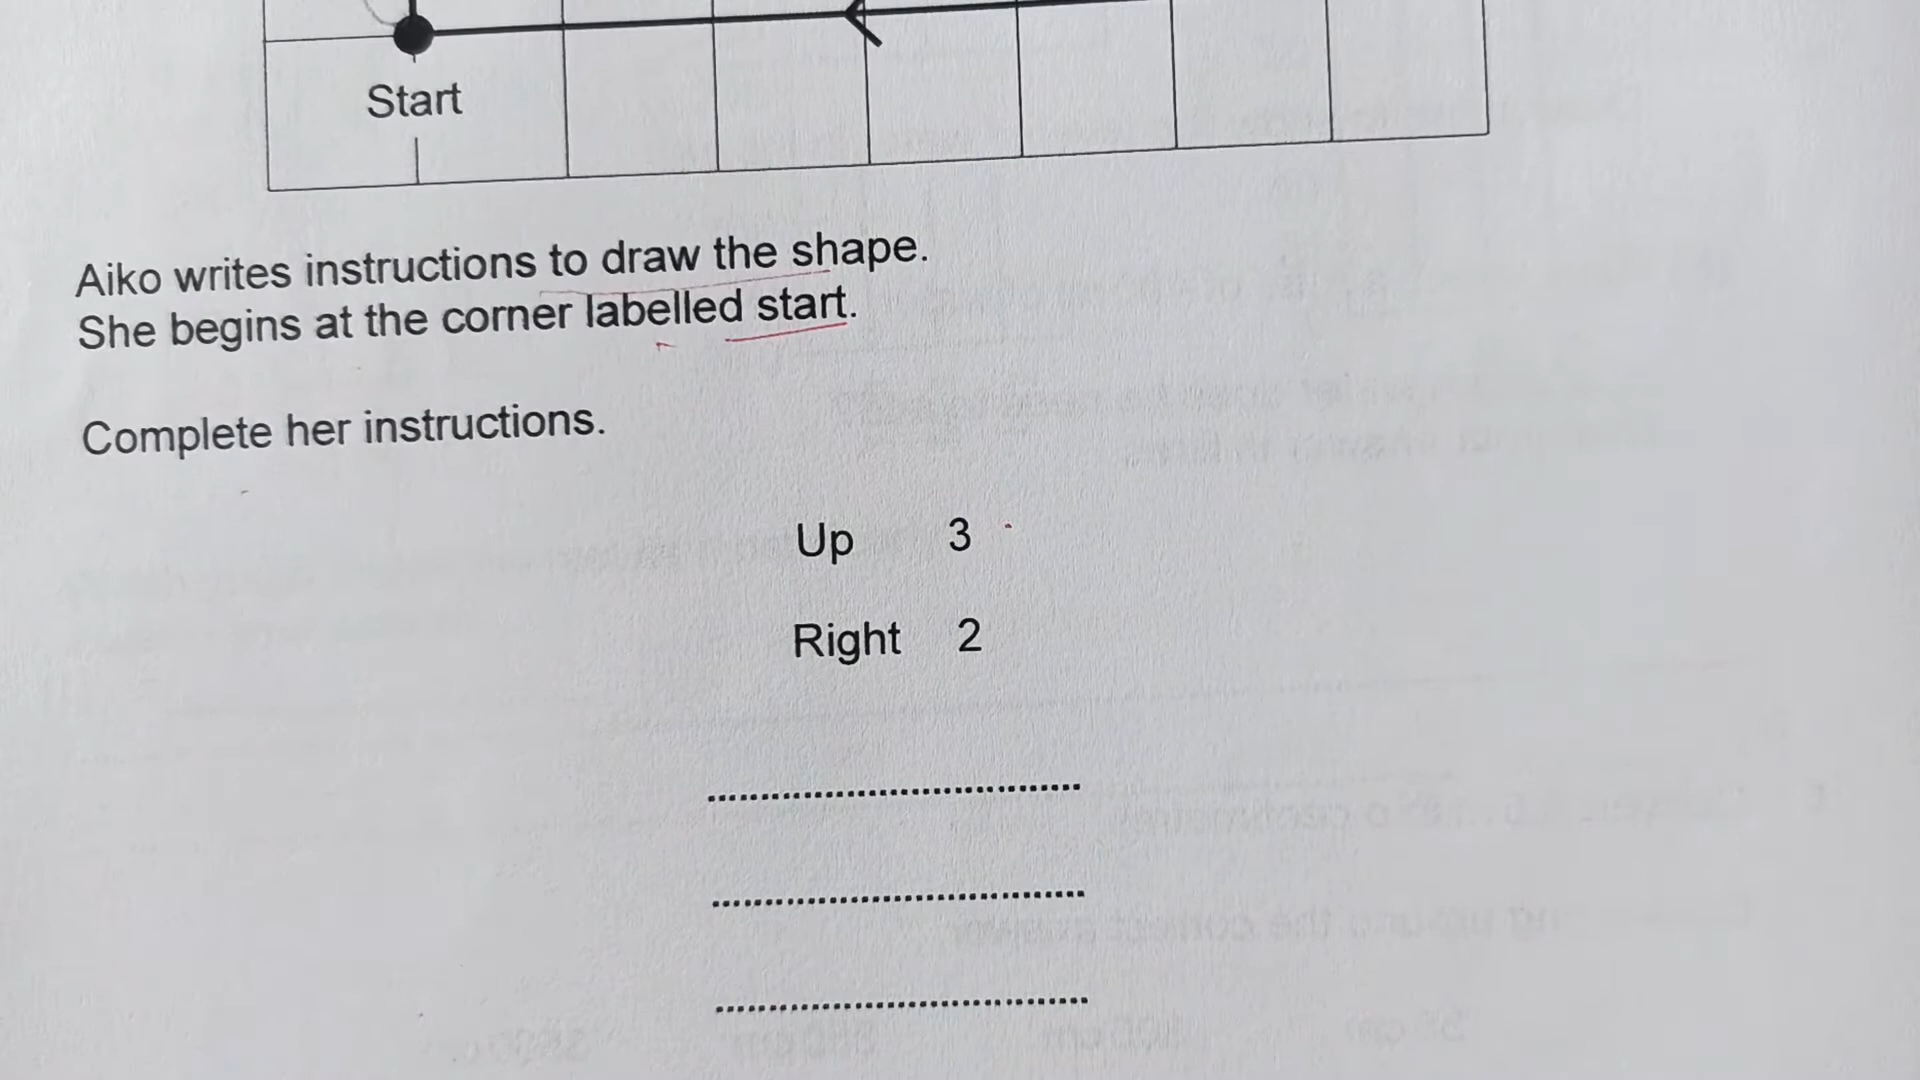 Start
Aiko writes instructions to draw the shape.
She begins at the corner labelled start.
Complete her instructions.
Up 3
Right 2